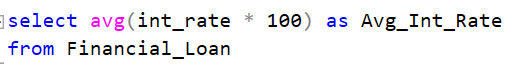 select avg(int_rate * 100) as Avg_Int_Rate
from Financial_Loan